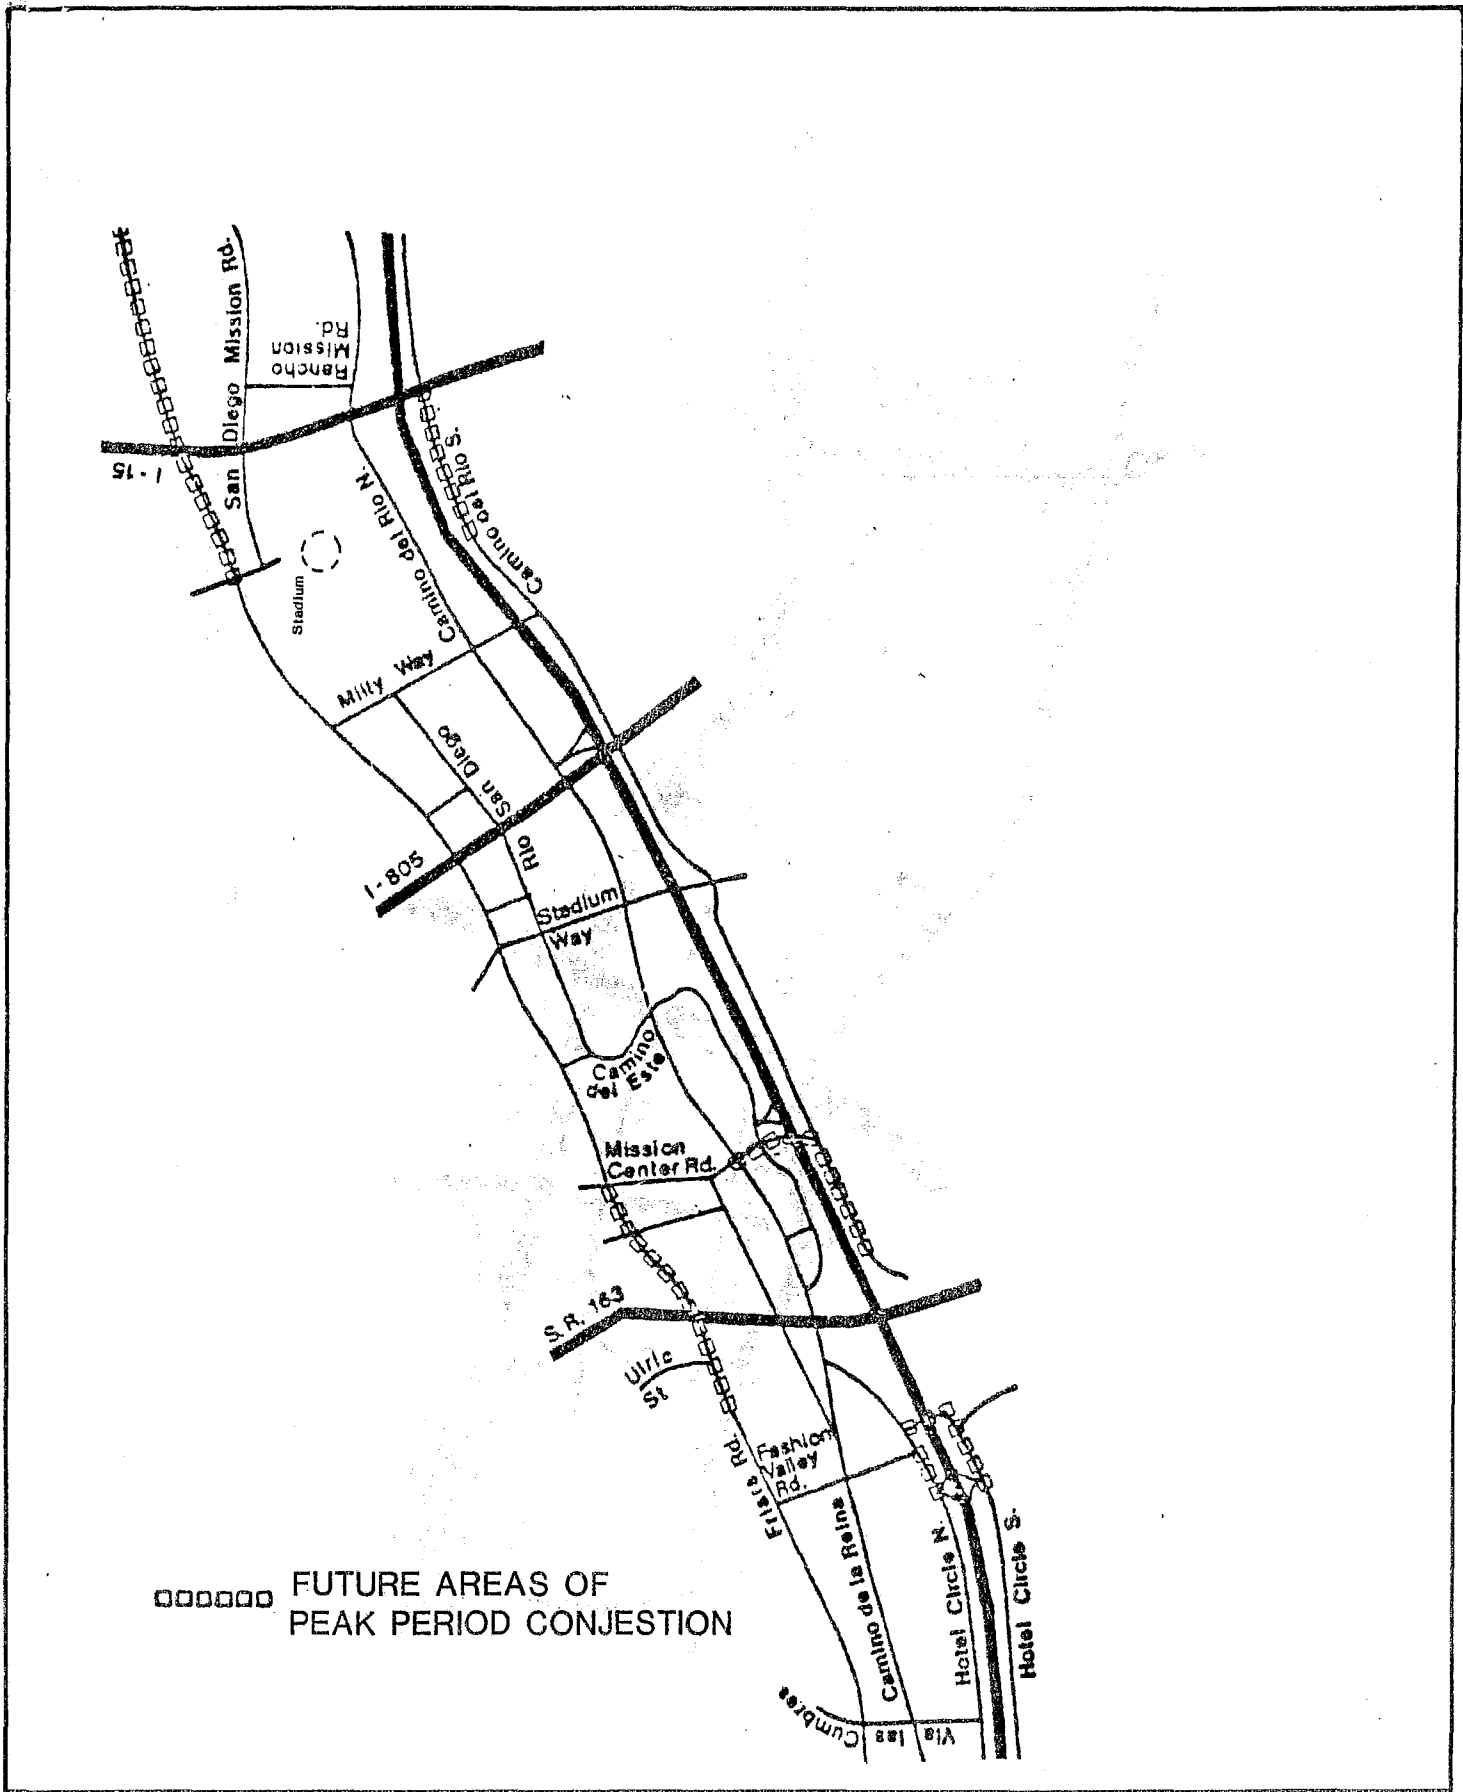 San Diego Mission Rd.
Rancho
Mission
Rd.
I-15
Camino del Rio N.
Camino del Rio S.
Stadium
Milly Way
Rio San Diego
I-805
Stadium
Way
Camino
del Este
Mission
Center Rd.
S.R. 163
Ulric
St
Friars Rd.
Fashion
Valley
Rd.
Camino de la Reina
Hotel Circle N.
Hotel Circle S.
Via las Cumbres
FUTURE AREAS OF
PEAK PERIOD CONJESTION